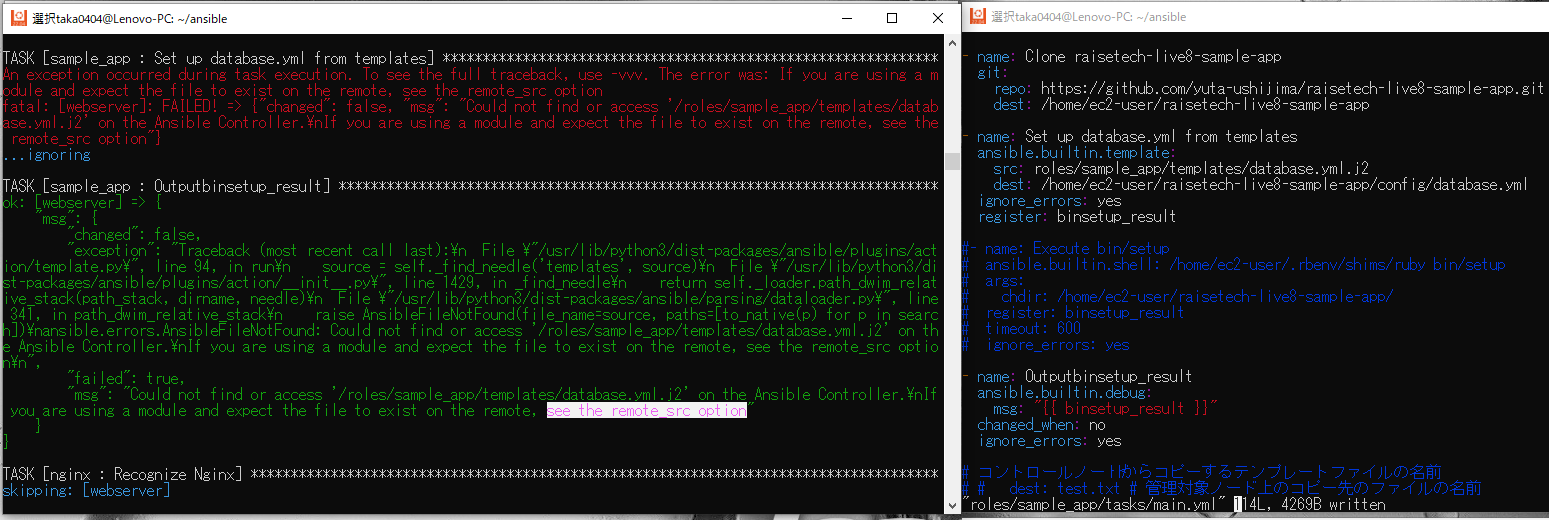 選択taka0404@Lenovo-PC: ~/ansible
TASK [sample_app : Set up database.yml from templates] **************************************************************
An exception occurred during task execution. To see the full traceback, use -vvv. The error was: If you are using a m
odule and expect the file to exist on the remote, see the remote_src option
fatal: [webserver]: FAILED! => {"changed": false, "msg": "Could not find or access '/roles/sample_app/templates/datab
ase.yml.j2' on the Ansible Controller.\nIf you are using a module and expect the file to exist on the remote, see the
 remote_src option"}
...ignoring
TASK [sample_app : Outputbinsetup_result] ***************************************************************************
ok: [webserver] => {
    "msg": {
        "changed": false,
        "exception": "Traceback (most recent call last):\n  File \"/usr/lib/python3/dist-packages/ansible/plugins/act
ion/template.py\", line 94, in run\n    source = self._find_needle('templates', source)\n  File \"/usr/lib/python3/di
st-packages/ansible/plugins/action/__init__.py\", line 1429, in _find_needle\n    return self._loader.path_dwim_relat
ive_stack(path_stack, dirname, needle)\n  File \"/usr/lib/python3/dist-packages/ansible/parsing/dataloader.py\", line
 341, in path_dwim_relative_stack\n    raise AnsibleFileNotFound(file_name=source, paths=[to_native(p) for p in searc
h])\nansible.errors.AnsibleFileNotFound: Could not find or access '/roles/sample_app/templates/database.yml.j2' on th
e Ansible Controller.\nIf you are using a module and expect the file to exist on the remote, see the remote_src optio
n\n",
        "failed": true,
        "msg": "Could not find or access '/roles/sample_app/templates/database.yml.j2' on the Ansible Controller.\nIf
 you are using a module and expect the file to exist on the remote, see the remote_src option"
    }
}
TASK [nginx : Recognize Nginx] **************************************************************************************
skipping: [webserver]
選択taka0404@Lenovo-PC: ~/ansible
- name: Clone raisetech-live8-sample-app
  git:
    repo: https://github.com/yuta-ushijima/raisetech-live8-sample-app.git
    dest: /home/ec2-user/raisetech-live8-sample-app
- name: Set up database.yml from templates
  ansible.builtin.template:
    src: roles/sample_app/templates/database.yml.j2
    dest: /home/ec2-user/raisetech-live8-sample-app/config/database.yml
  ignore_errors: yes
  register: binsetup_result
#- name: Execute bin/setup
#  ansible.builtin.shell: /home/ec2-user/.rbenv/shims/ruby bin/setup
#  args:
#    chdir: /home/ec2-user/raisetech-live8-sample-app/
#  register: binsetup_result
#  timeout: 600
#  ignore_errors: yes
- name: Outputbinsetup_result
  ansible.builtin.debug:
    msg: "{{ binsetup_result }}"
  changed_when: no
  ignore_errors: yes
# コントロールノードからコピーするテンプレートファイルの名前
# #   dest: test.txt # 管理対象ノード上のコピー先のファイルの名前
"roles/sample_app/tasks/main.yml" 114L, 4269B written